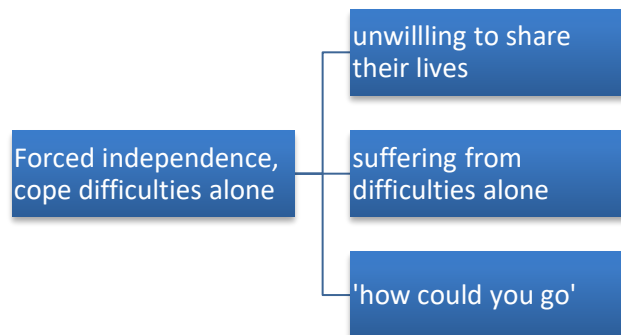 Forced independence,
cope difficulties alone
unwillling to share
their lives
suffering from
difficulties alone
'how could you go'